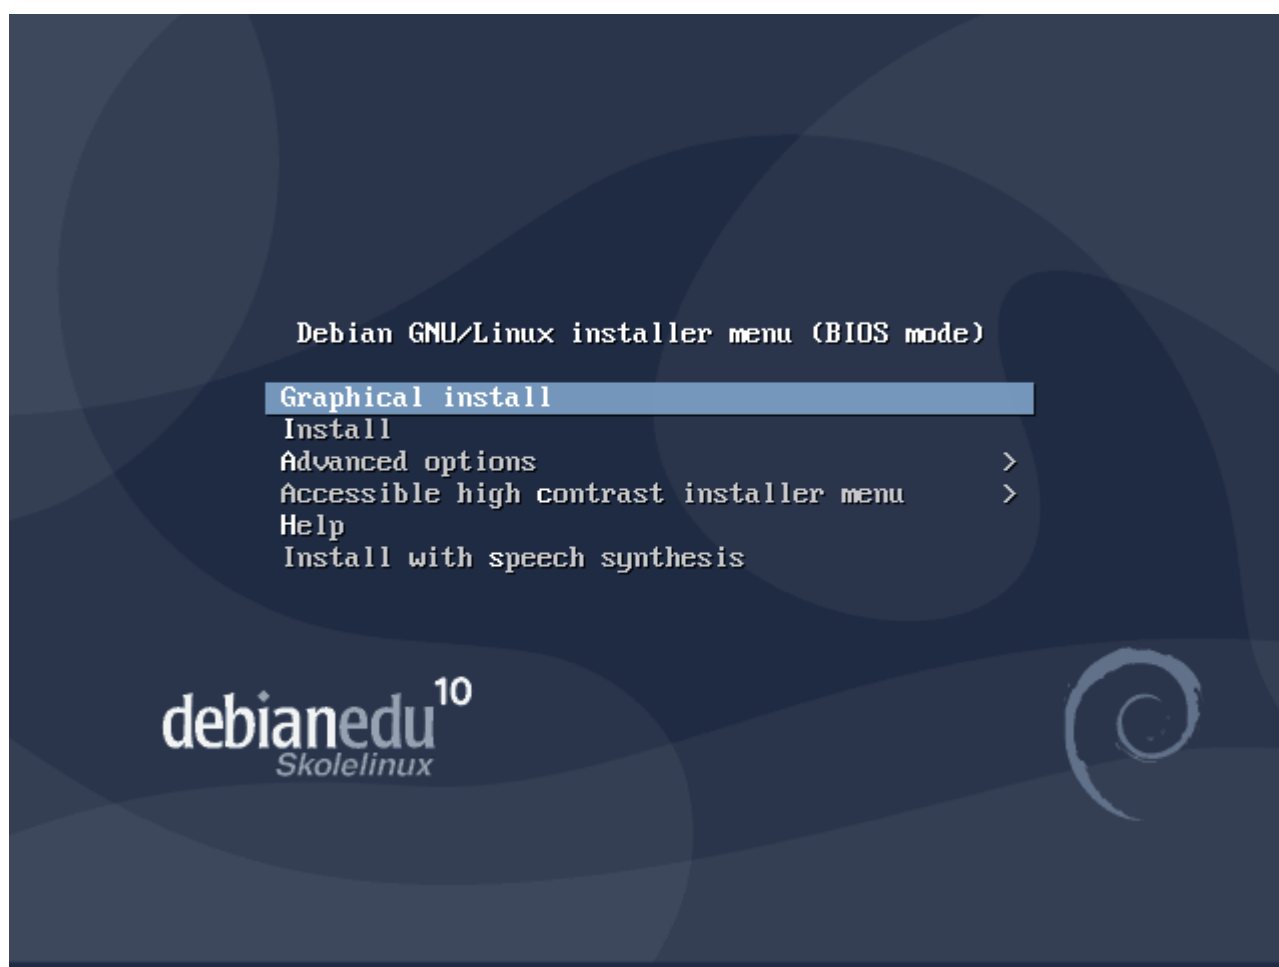 Debian GNU/Linux installer menu (BIOS mode)
Graphical install
Install
Advanced options >
Accessible high contrast installer menu >
Help
Install with speech synthesis
debianedu 10
Skolelinux